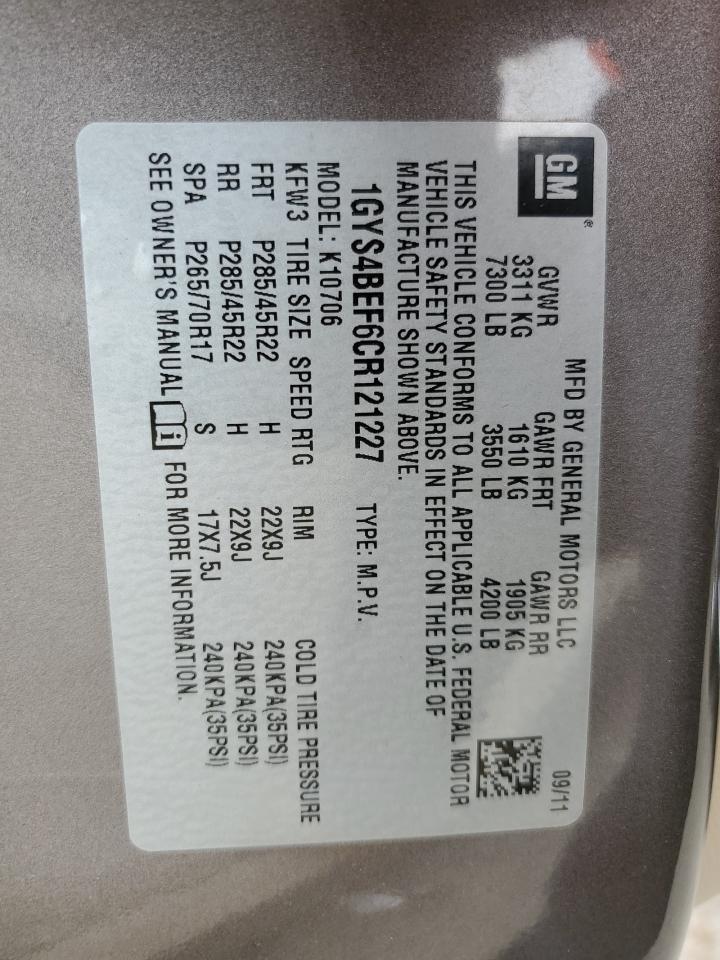 GM ®
MFD BY GENERAL MOTORS LLC 09/11
GVWR GAWR FRT GAWR RR
3311 KG 1610 KG 1905 KG
7300 LB 3550 LB 4200 LB
THIS VEHICLE CONFORMS TO ALL APPLICABLE U.S. FEDERAL MOTOR
VEHICLE SAFETY STANDARDS IN EFFECT ON THE DATE OF
MANUFACTURE SHOWN ABOVE.
1GYS4BEF6CR121227 TYPE: M.P.V.
MODEL: K10706
KFW3 TIRE SIZE SPEED RTG RIM COLD TIRE PRESSURE
FRT P285/45R22 H 22X9J 240KPA(35PSI)
RR P285/45R22 H 22X9J 240KPA(35PSI)
SPA P265/70R17 S 17X7.5J 240KPA(35PSI)
SEE OWNER'S MANUAL i FOR MORE INFORMATION.